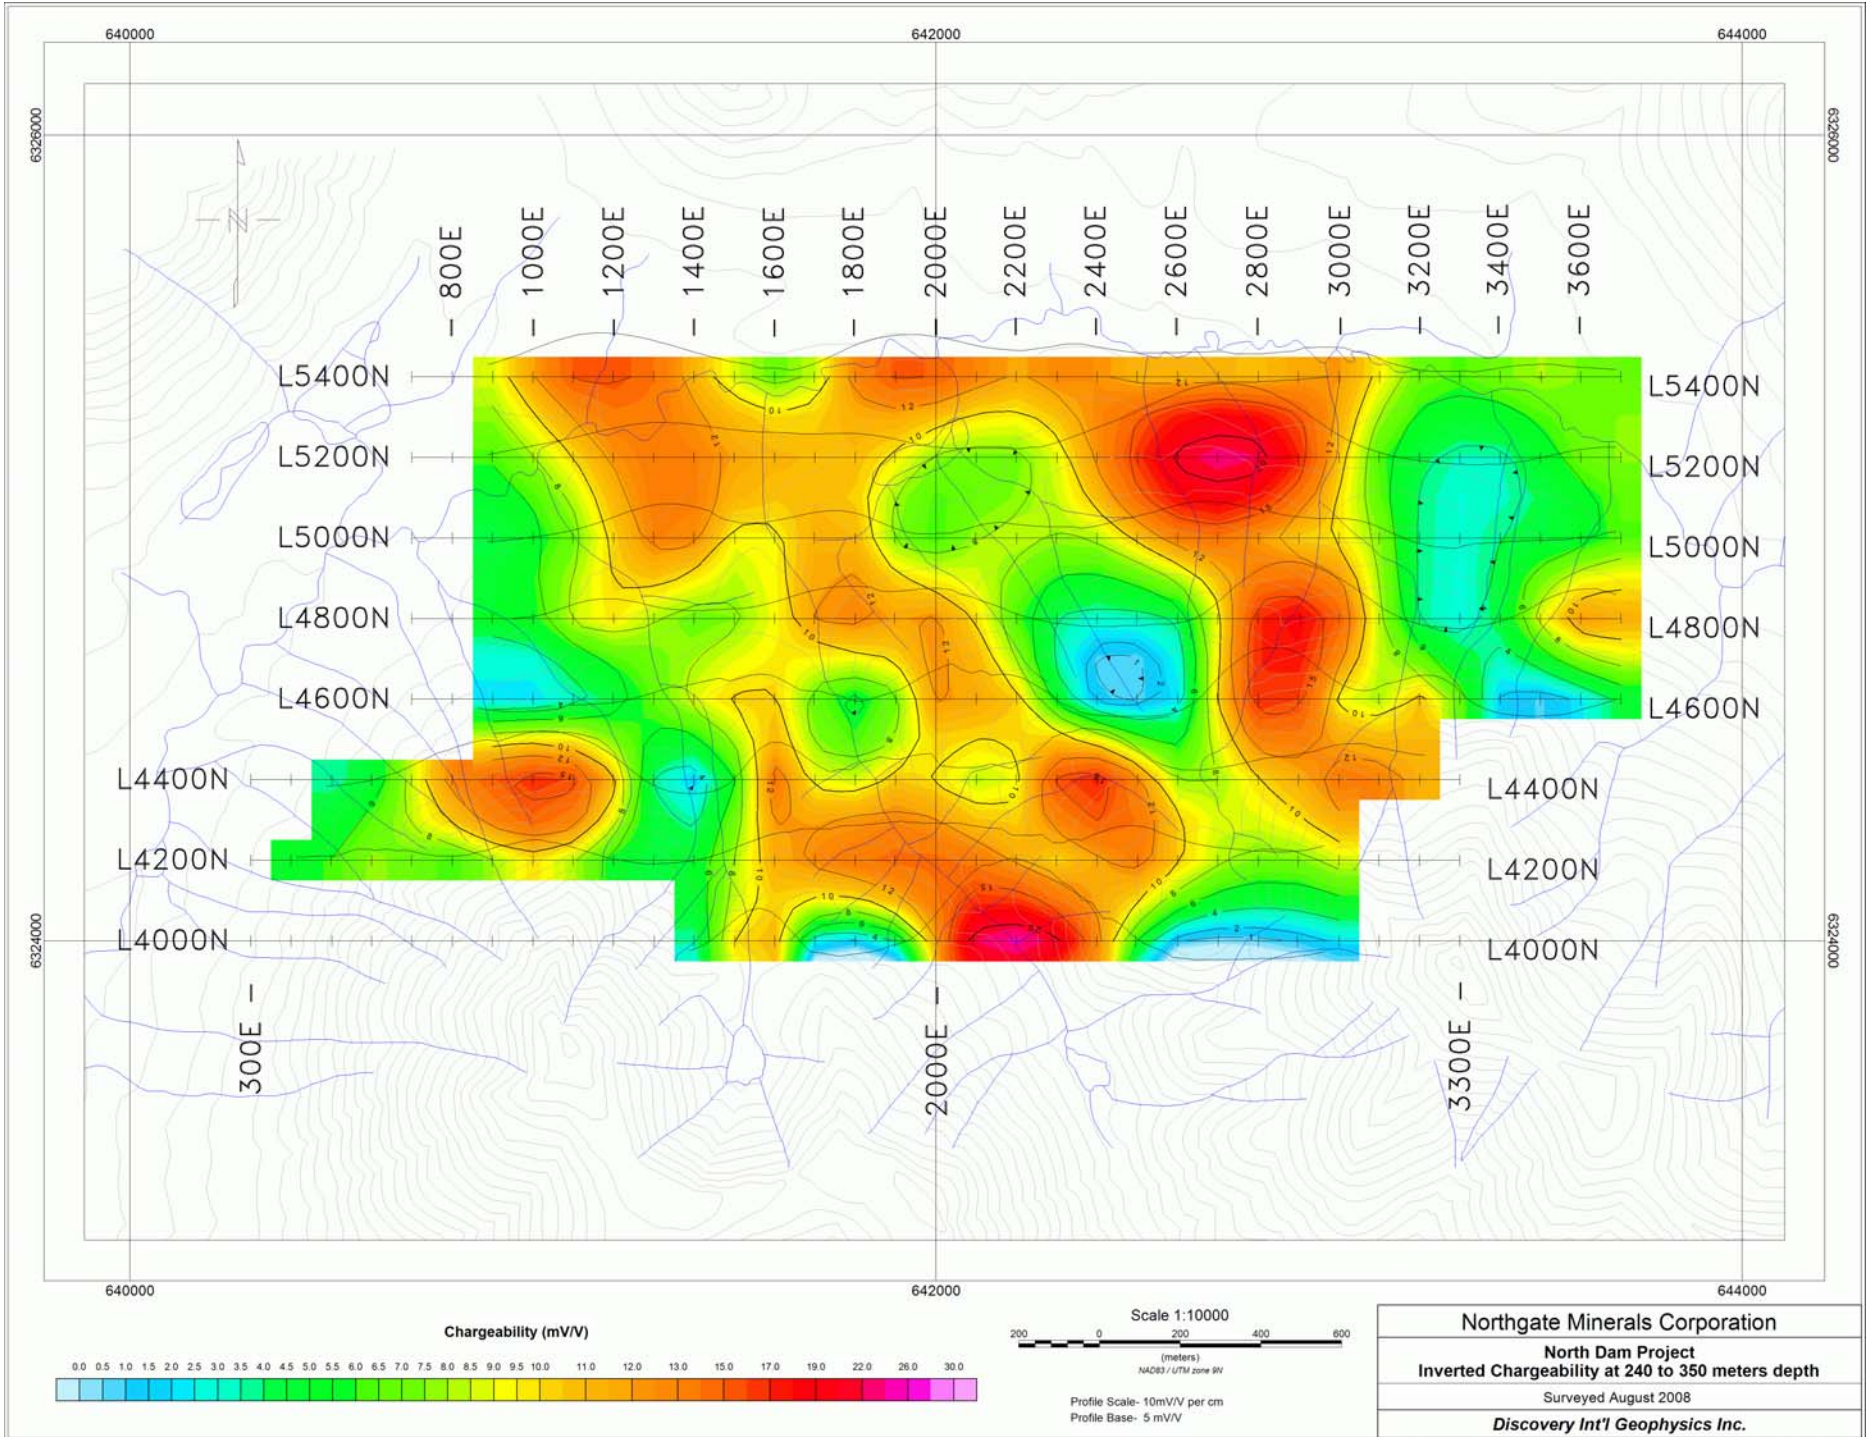 640000 642000 644000
6326000 6326000
N
800E 1000E 1200E 1400E 1600E 1800E 2000E 2200E 2400E 2600E 2800E 3000E 3200E 3400E 3600E
L5400N L5400N
L5200N L5200N
L5000N L5000N
L4800N L4800N
L4600N L4600N
L4400N L4400N
L4200N L4200N
L4000N L4000N
6324000 6324000
300E 2000E 3300E
640000 642000 644000
Chargeability (mV/V)
0.0 0.5 1.0 1.5 2.0 2.5 3.0 3.5 4.0 4.5 5.0 5.5 6.0 6.5 7.0 7.5 8.0 8.5 9.0 9.5 10.0 11.0 12.0 13.0 15.0 17.0 19.0 22.0 26.0 30.0
Scale 1:10000
200 0 200 400 600
(meters)
NAD83 / UTM zone 9N
Profile Scale- 10mV/V per cm
Profile Base- 5 mV/V
Northgate Minerals Corporation
North Dam Project
Inverted Chargeability at 240 to 350 meters depth
Surveyed August 2008
Discovery Int'l Geophysics Inc.